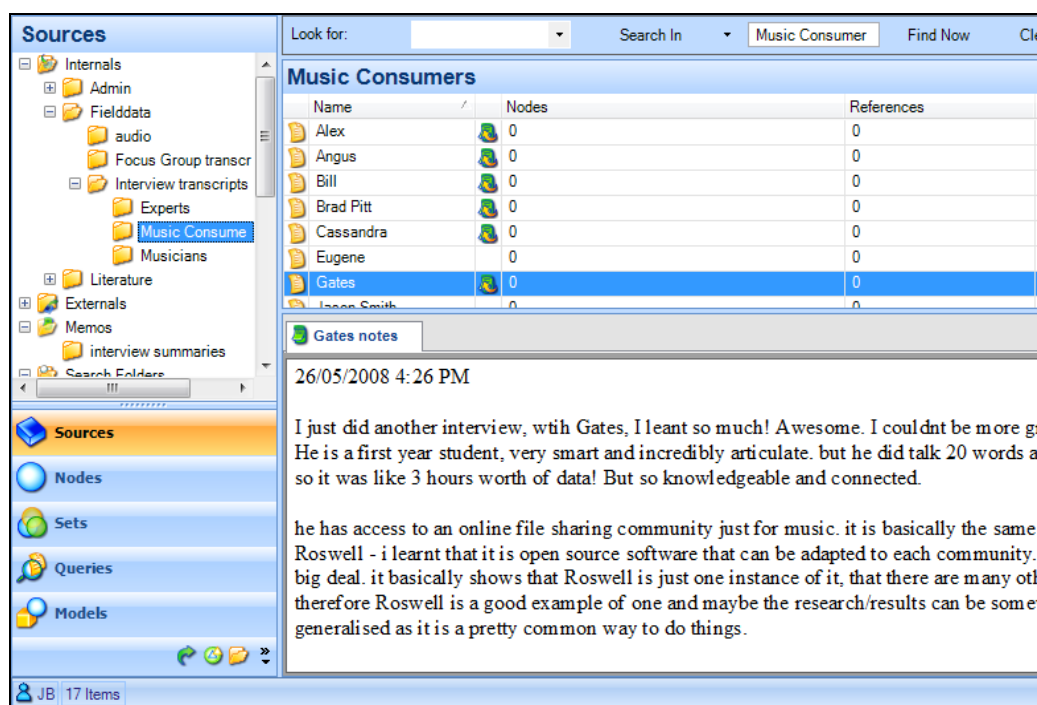 Sources
Internals
Admin
Fielddata
audio
Focus Group transcr
Interview transcripts
Experts
Music Consume
Musicians
Literature
Externals
Memos
interview summaries
Search Folders
Sources
Nodes
Sets
Queries
Models
JB 17 Items
Look for: Search In Music Consumer Find Now Cle
Music Consumers
Name Nodes References
Alex 0 0
Angus 0 0
Bill 0 0
Brad Pitt 0 0
Cassandra 0 0
Eugene 0 0
Gates 0 0
Jason Smith 0 0
Gates notes
26/05/2008 4:26 PM
I just did another interview, wtih Gates, I leant so much! Awesome. I couldnt be more g
He is a first year student, very smart and incredibly articulate. but he did talk 20 words a
so it was like 3 hours worth of data! But so knowledgeable and connected.
he has access to an online file sharing community just for music. it is basically the same
Roswell - i learnt that it is open source software that can be adapted to each community.
big deal. it basically shows that Roswell is just one instance of it, that there are many oth
therefore Roswell is a good example of one and maybe the research/results can be some
generalised as it is a pretty common way to do things.